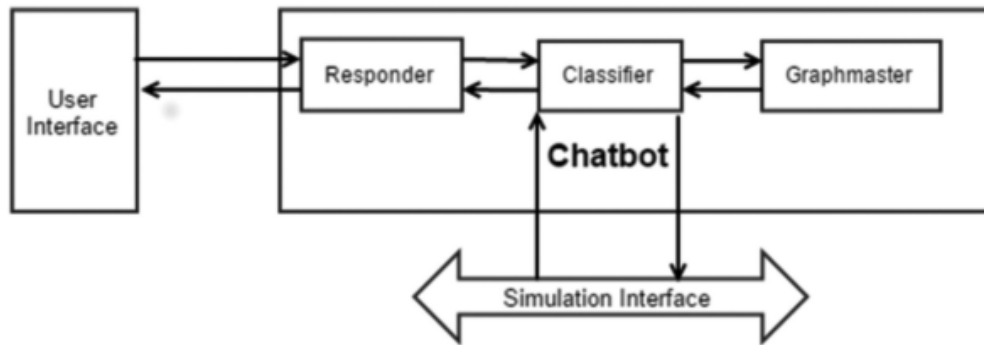 User
Interface
Responder
Classifier
Graphmaster
Chatbot
Simulation Interface